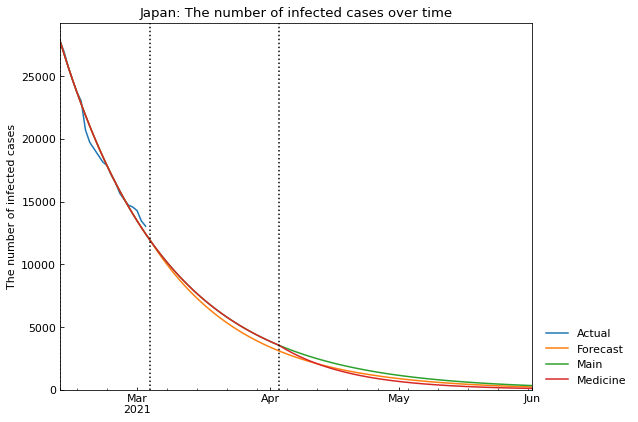 Japan: The number of infected cases over time
The number of infected cases
25000
20000
15000
10000
5000
0
Mar
2021
Apr
May
Jun
Actual
Forecast
Main
Medicine